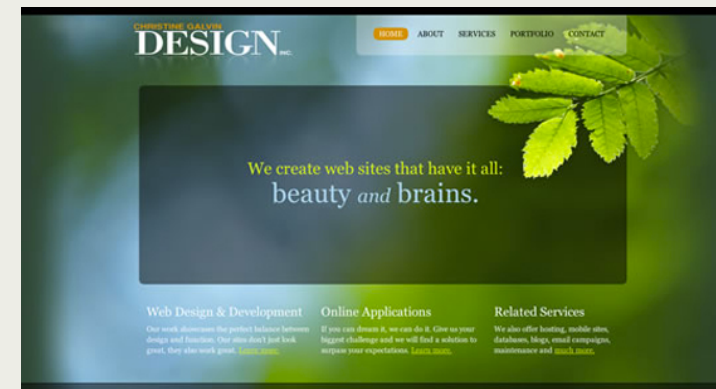 CHRISTINE GALVIN
DESIGN INC.
HOME ABOUT SERVICES PORTFOLIO CONTACT
We create web sites that have it all:
beauty and brains.
Web Design & Development
Our work showcases the perfect balance between
design and function. Our sites don't just look
great, they also work great. Learn more.
Online Applications
If you can dream it, we can do it. Give us your
biggest challenge and we will find a solution to
surpass your expectations. Learn more.
Related Services
We also offer hosting, mobile sites,
databases, blogs, email campaigns,
maintenance and much more.